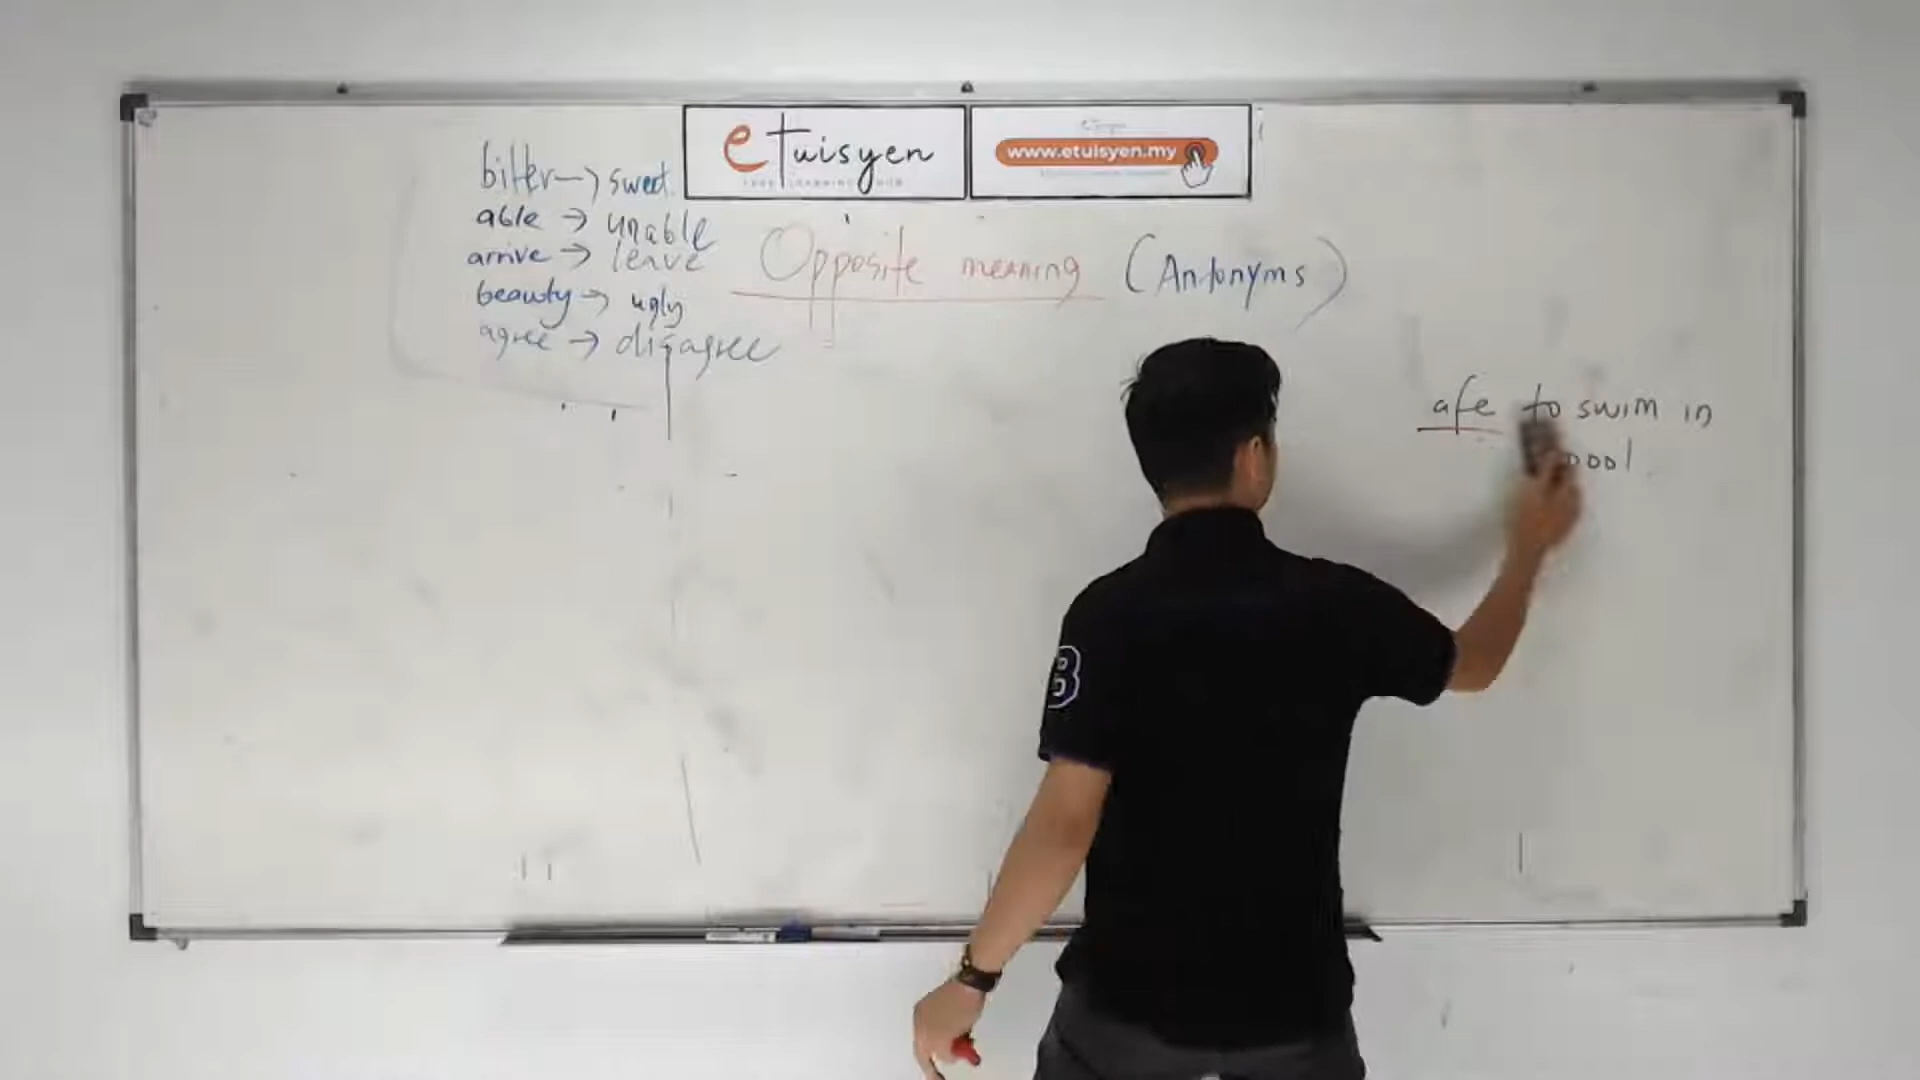 eTuisyen
www.etuisyen.my
bitter → sweet
able → unable
arrive → leave
beauty → ugly
agree → disagree
Opposite meaning (Antonyms)
afe to swim in
pool
B